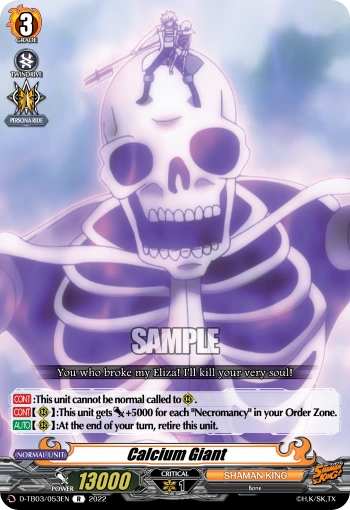 3
GRADE
TWINDRIVE
PERSONA RIDE
SAMPLE
You who broke my Eliza! I'll kill your very soul!
CONT:This unit cannot be normal called to .
CONT【】:This unit gets +5000 for each "Necromancy" in your Order Zone.
AUTO【】:At the end of your turn, retire this unit.
NORMAL UNIT
Calcium Giant
POWER 13000
CRITICAL
1
SHAMAN KING
Bone
SHAMAN KING
D-TB03/053EN R 2022
©H,K/SK,TX